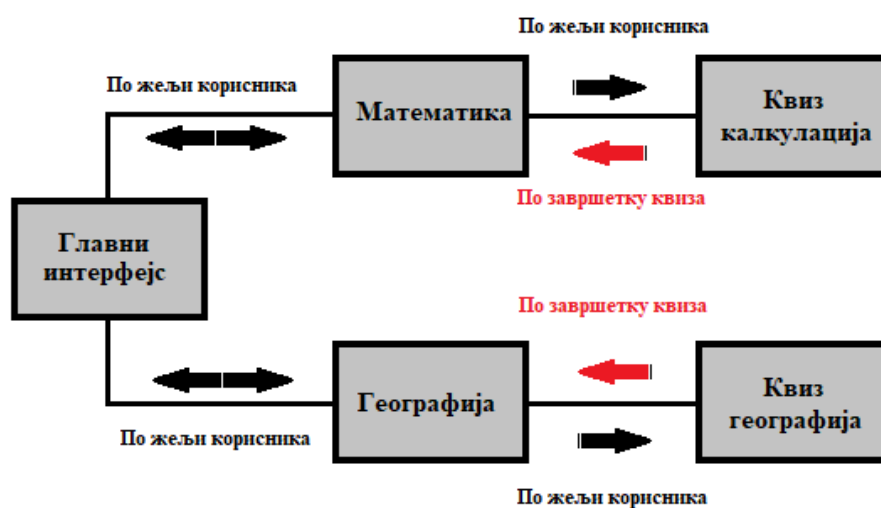 По жељи корисника
По жељи корисника
Математика
Квиз
калкулација
По завршетку квиза
Главни
интерфејс
По завршетку квиза
Географија
Квиз
географија
По жељи корисника
По жељи корисника